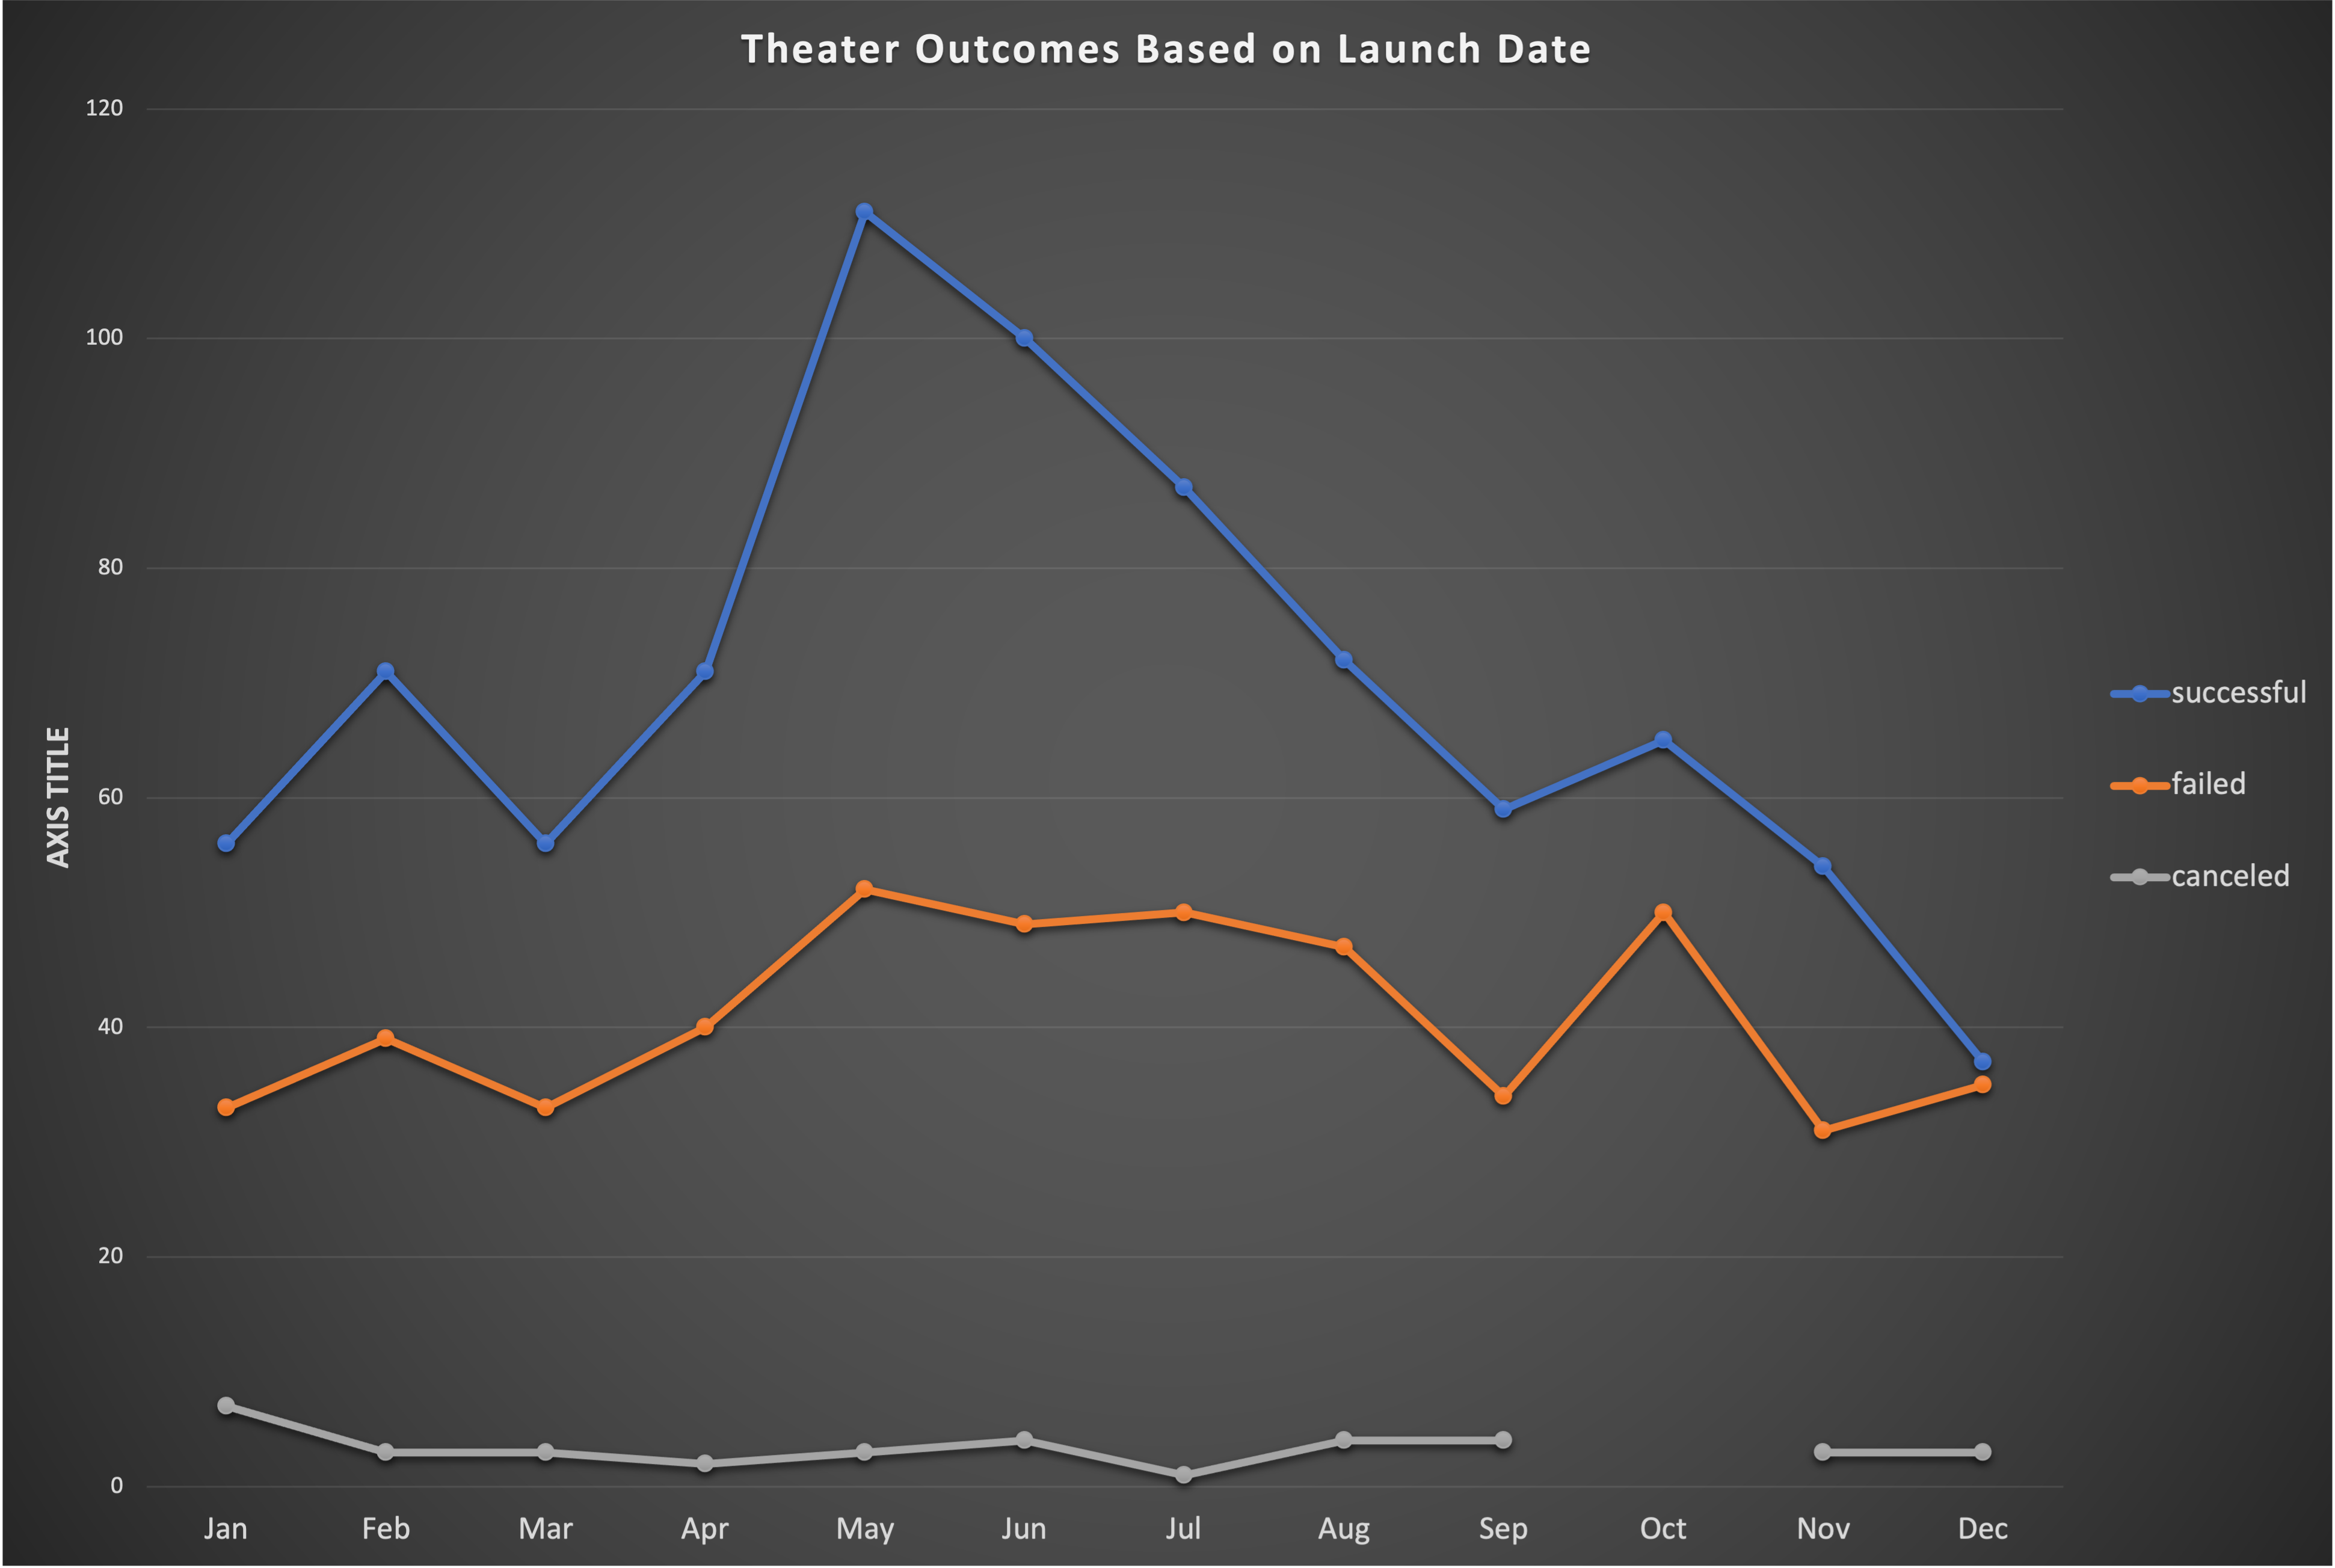 Theater Outcomes Based on Launch Date
120
100
80
60
40
20
0
AXIS TITLE
Jan Feb Mar Apr May Jun Jul Aug Sep Oct Nov Dec
successful
failed
canceled